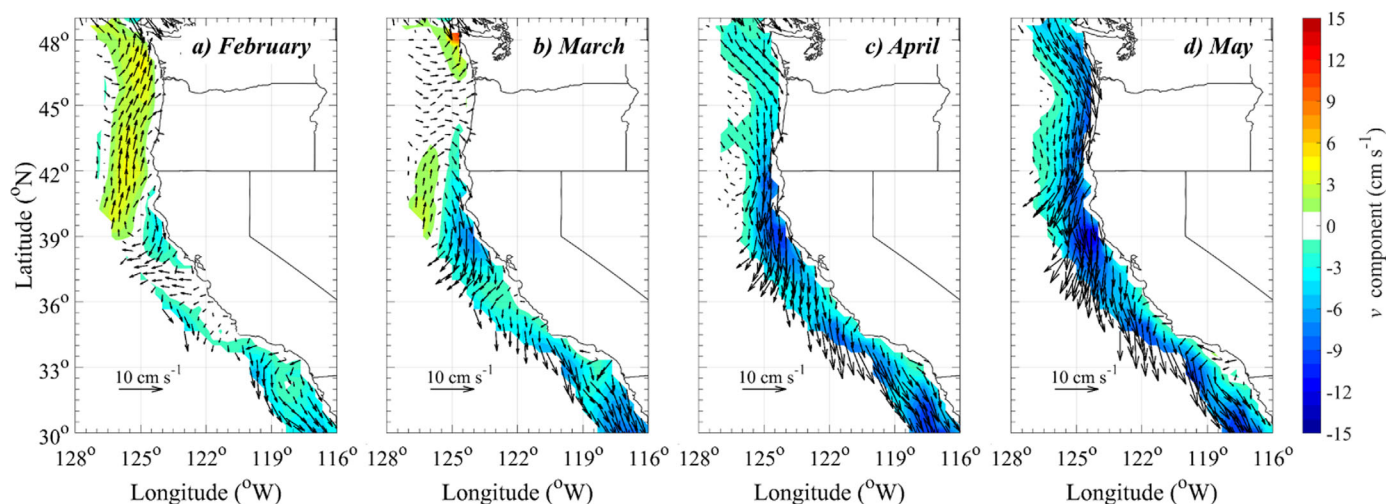 a) February
b) March
c) April
d) May
48°
45°
42°
39°
36°
33°
30°
Latitude (°N)
10 cm s⁻¹
10 cm s⁻¹
10 cm s⁻¹
10 cm s⁻¹
128° 125° 122° 119° 116°
128° 125° 122° 119° 116°
128° 125° 122° 119° 116°
128° 125° 122° 119° 116°
Longitude (°W)
Longitude (°W)
Longitude (°W)
Longitude (°W)
15
12
9
6
3
0
-3
-6
-9
-12
-15
v component (cm s⁻¹)